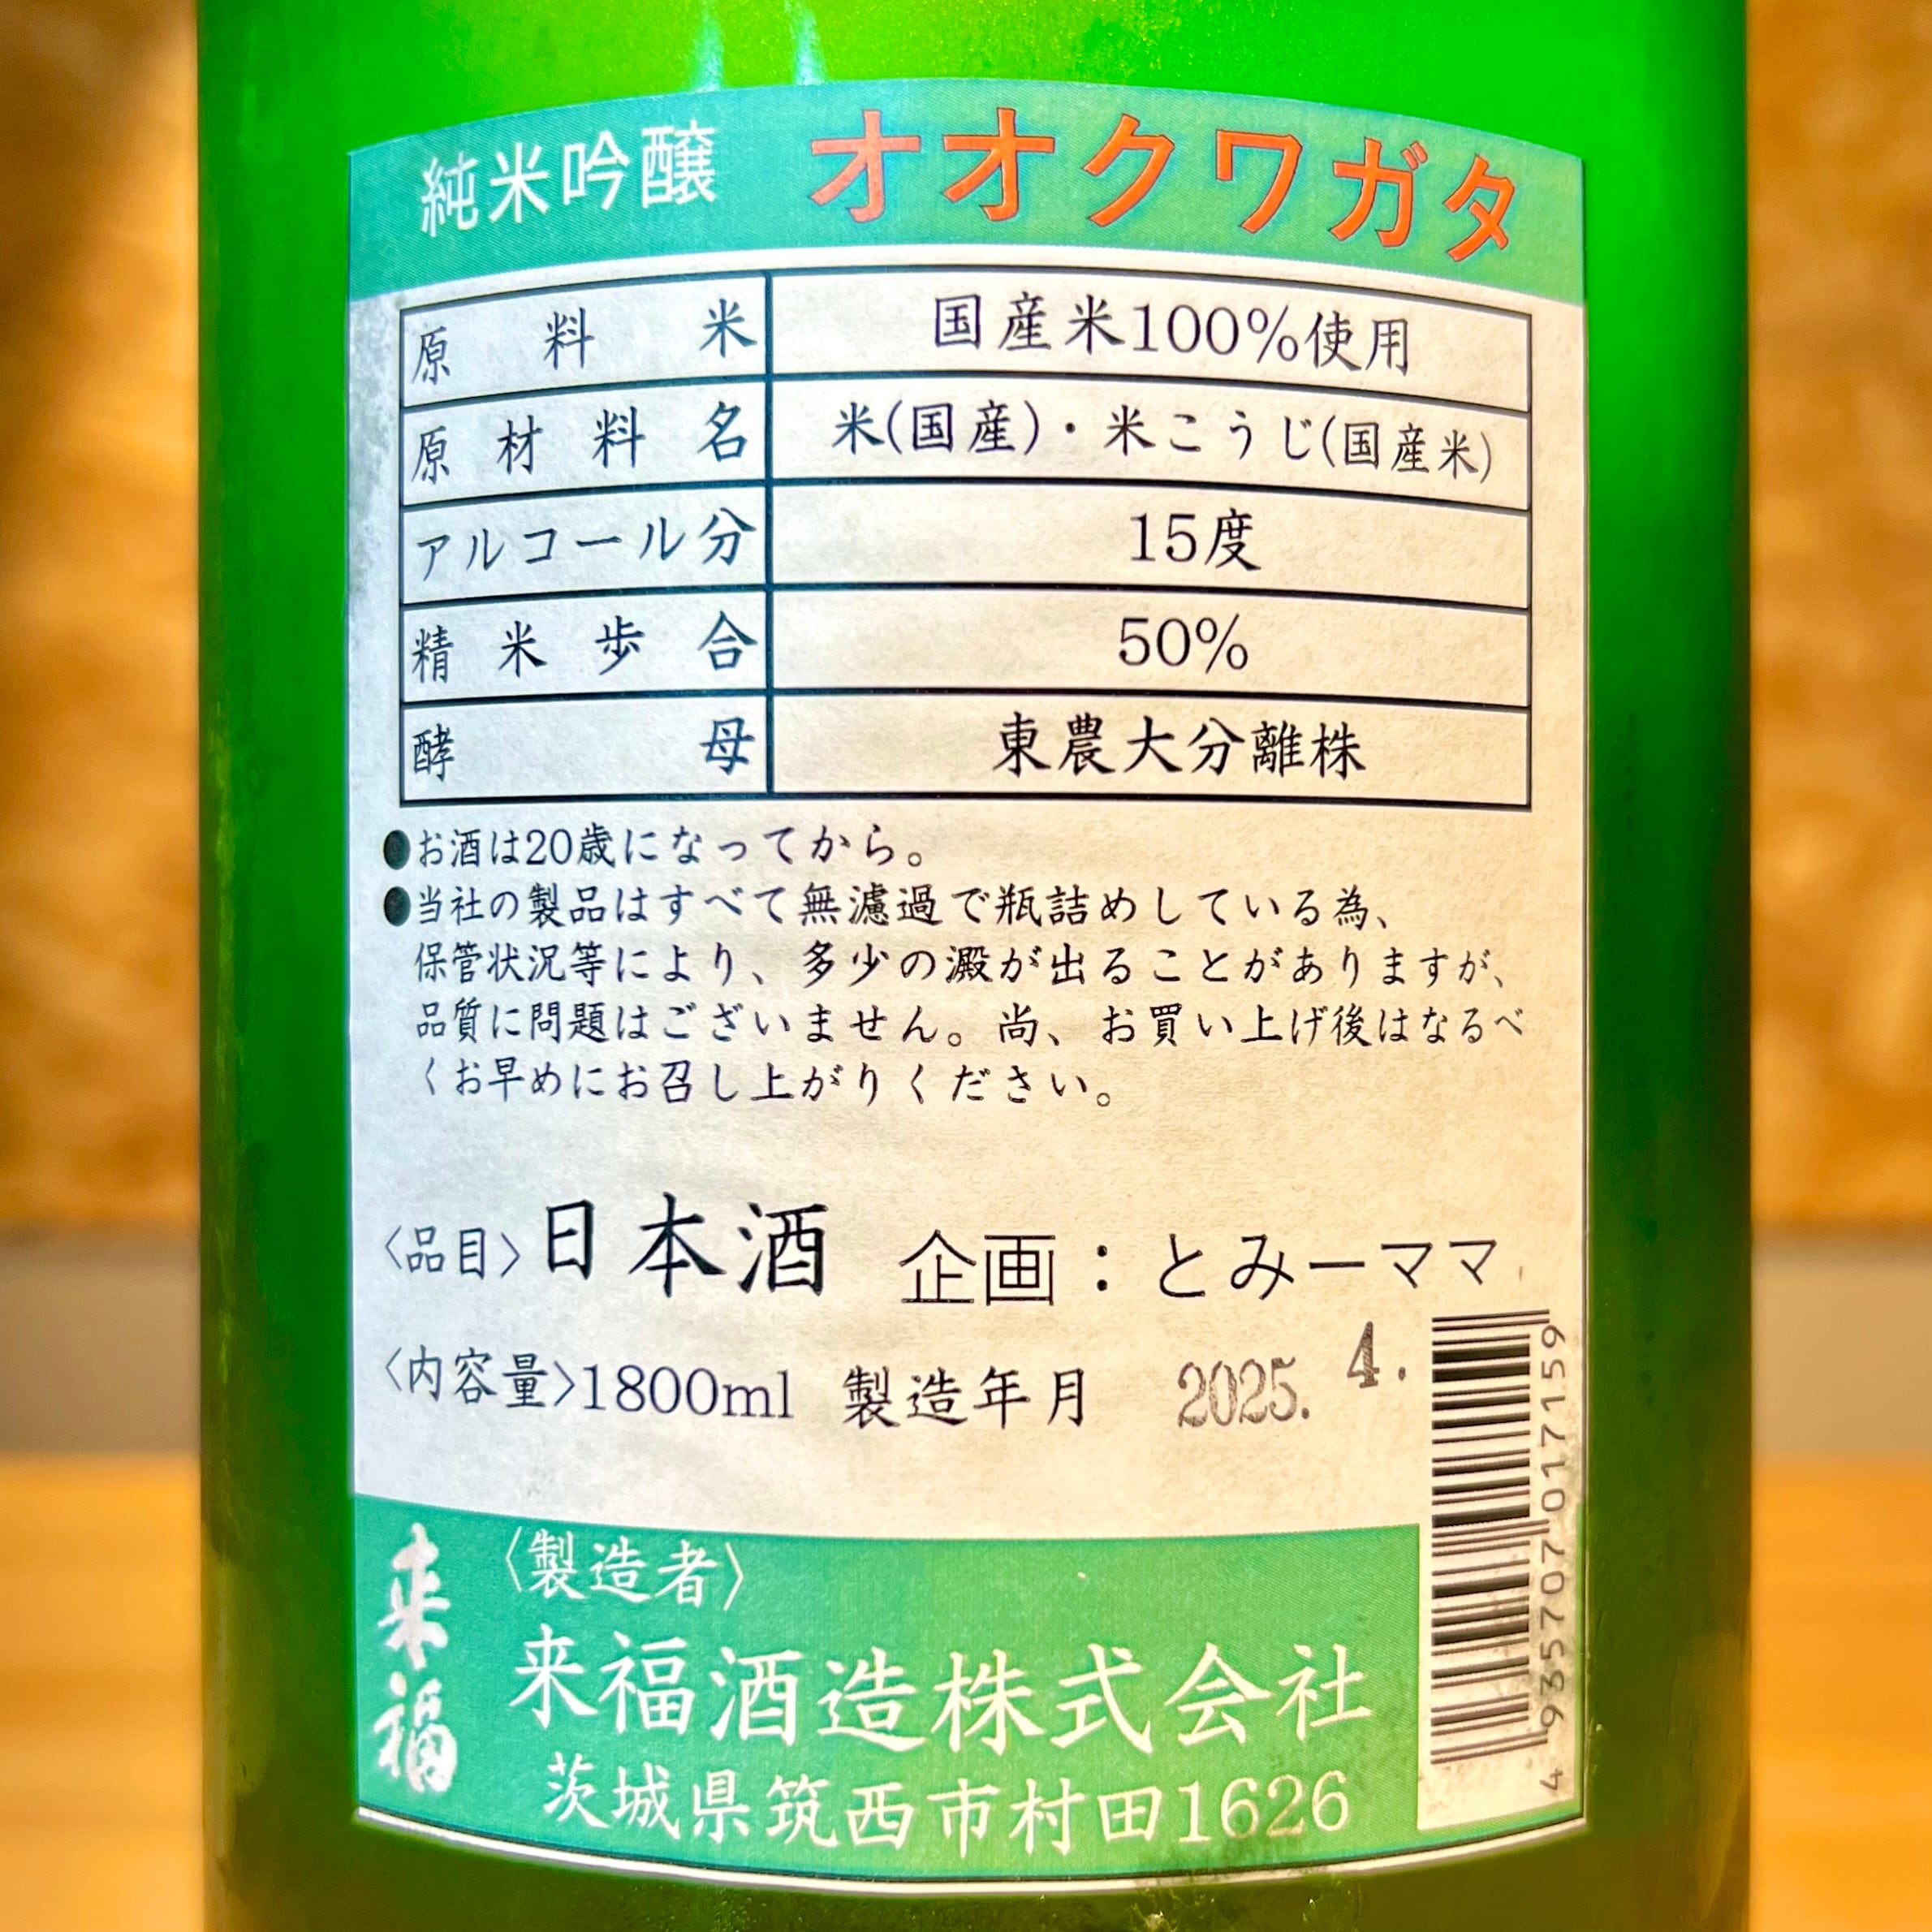 純米吟醸 オオクワガタ
原料米 国産米100%使用
原材料名 米(国産)・米こうじ(国産米)
アルコール分 15度
精米歩合 50%
酵母 東農大分離株
●お酒は20歳になってから。
●当社の製品はすべて無濾過で瓶詰めしている為、
保管状況等により、多少の澱が出ることがありますが、
品質に問題はございません。尚、お買い上げ後はなるべ
くお早めにお召し上がりください。
〈品目〉日本酒 企画：とみーママ
〈内容量〉1800ml 製造年月 2025. 4.
4 935707 017159
来福
〈製造者〉
来福酒造株式会社
茨城県筑西市村田1626